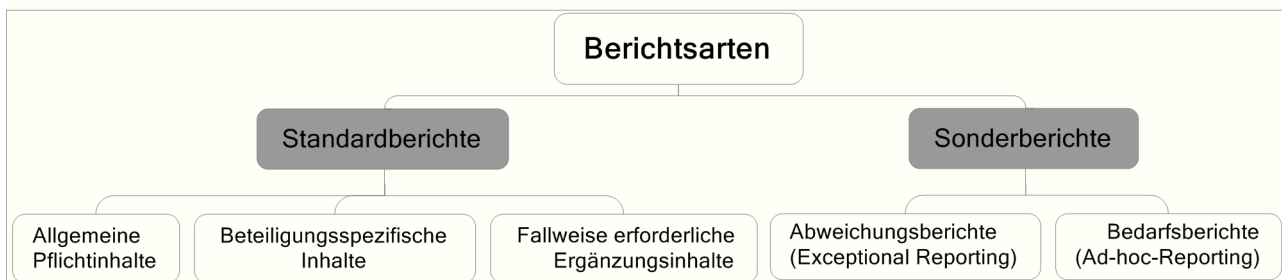 Berichtsarten
Standardberichte
Sonderberichte
Allgemeine
Pflichtinhalte
Beteiligungsspezifische
Inhalte
Fallweise erforderliche
Ergänzungsinhalte
Abweichungsberichte
(Exceptional Reporting)
Bedarfsberichte
(Ad-hoc-Reporting)